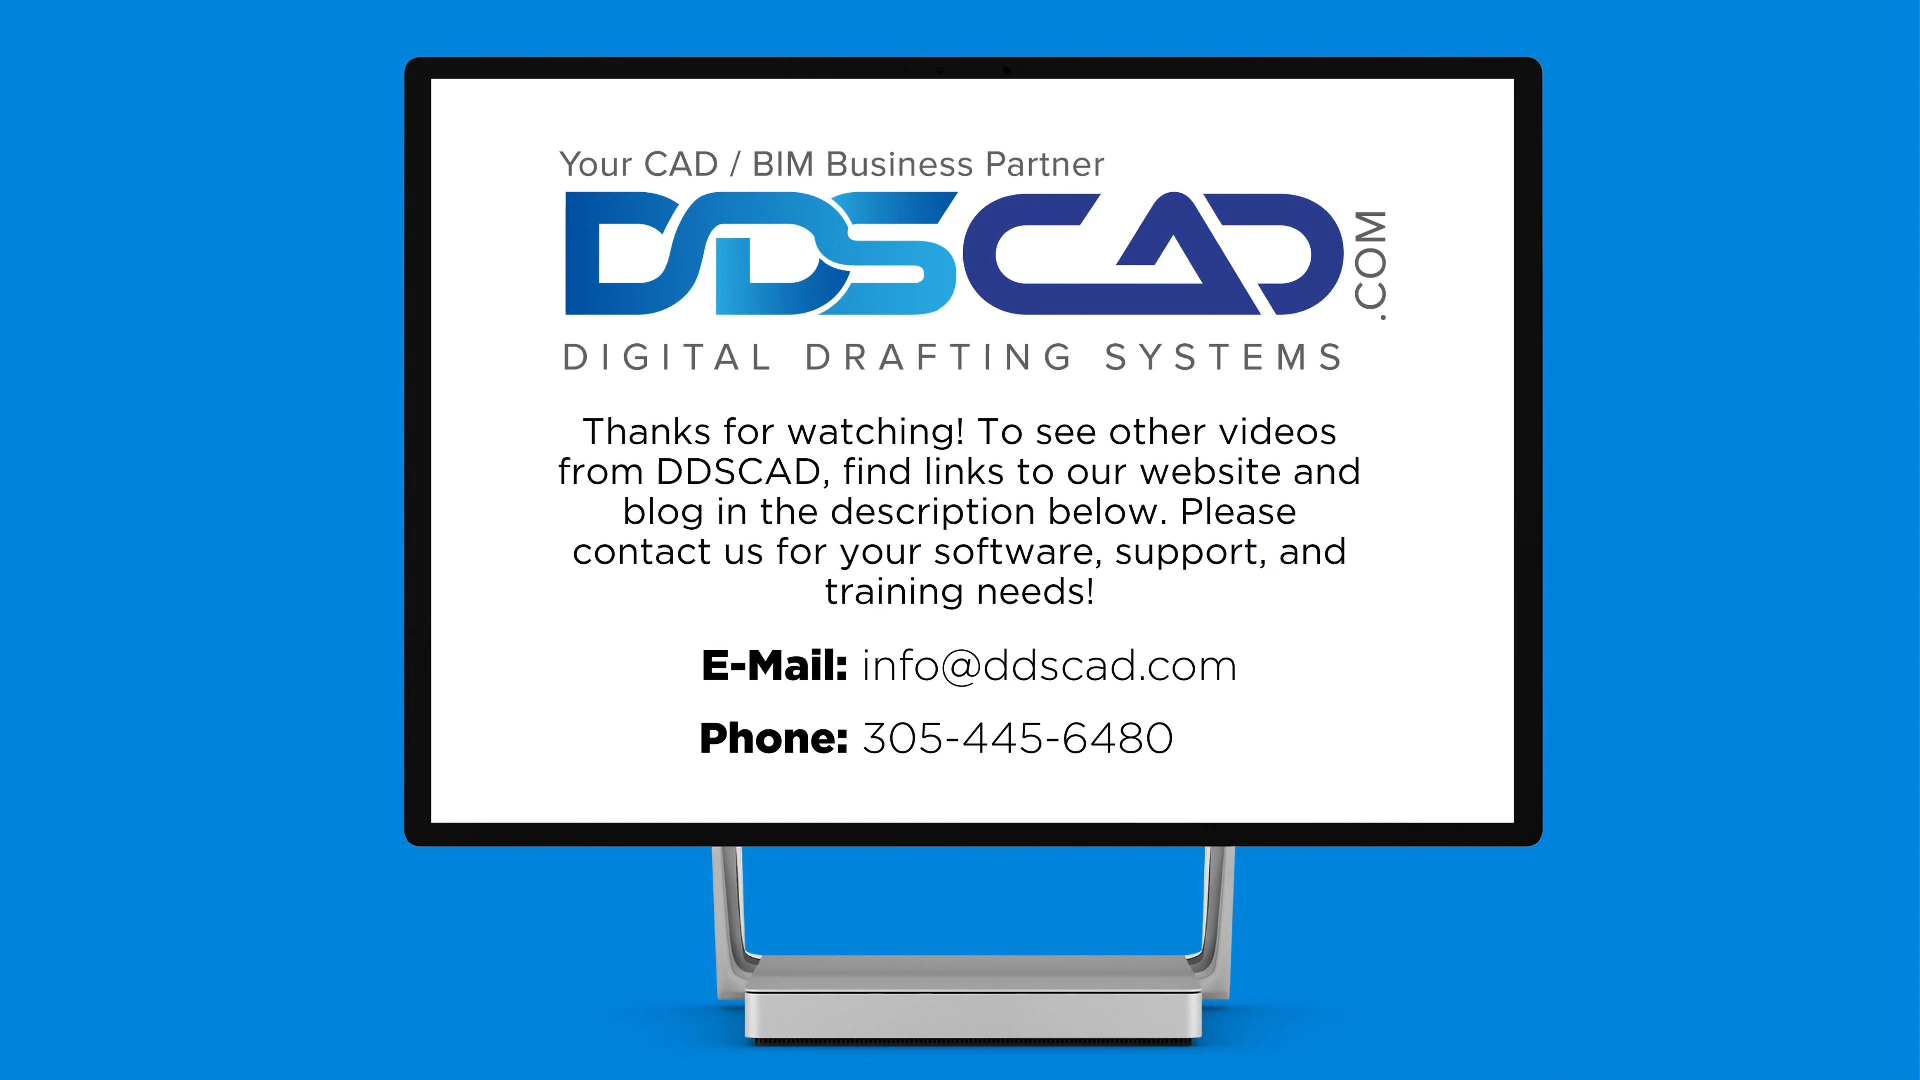 Your CAD / BIM Business Partner
DDSCAD
.COM
DIGITAL DRAFTING SYSTEMS
Thanks for watching! To see other videos
from DDSCAD, find links to our website and
blog in the description below. Please
contact us for your software, support, and
training needs!
E-Mail: info@ddscad.com
Phone: 305-445-6480